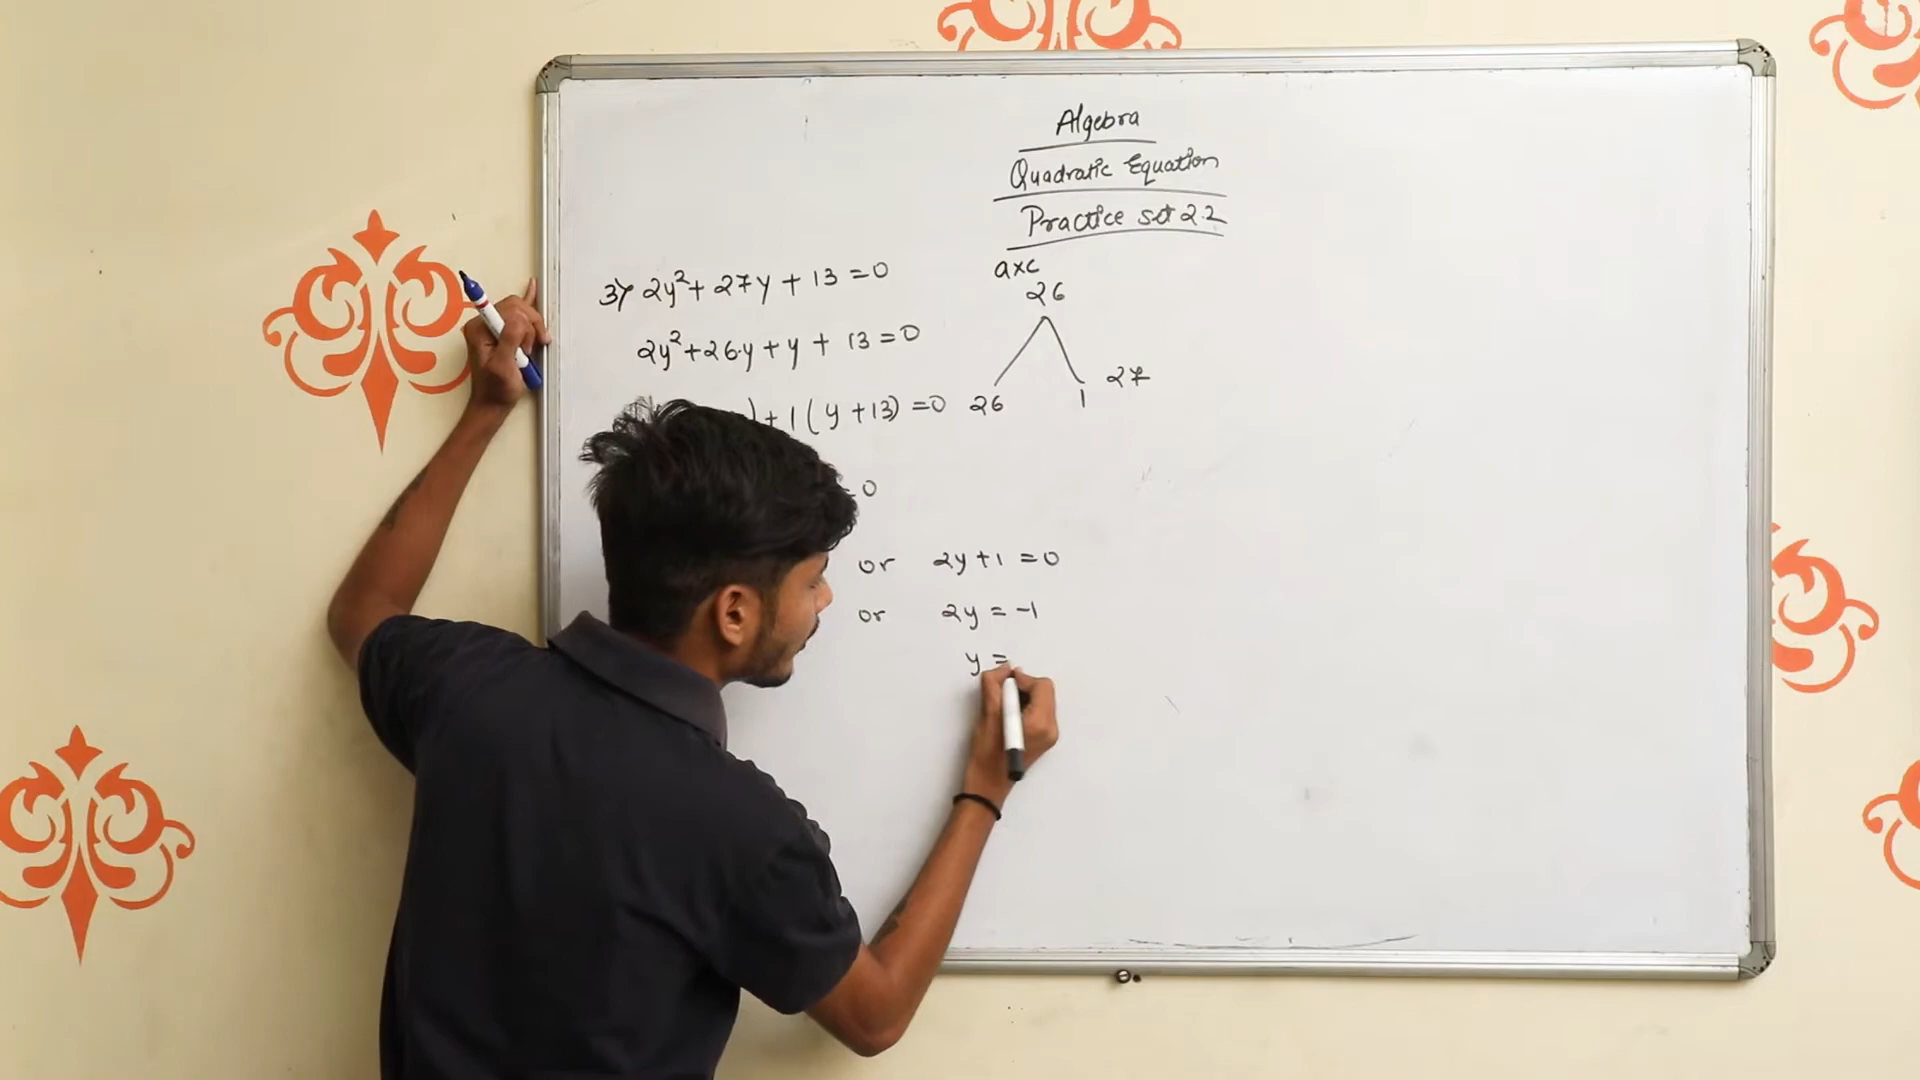 Algebra
Quadratic Equation
Practice set 2.2
3) 2y²+ 27y + 13 = 0
2y²+26y + y + 13 = 0
) + 1 ( y + 13) = 0
= 0
or 2y + 1 = 0
or 2y = -1
y =
a×c
26
26 1 27